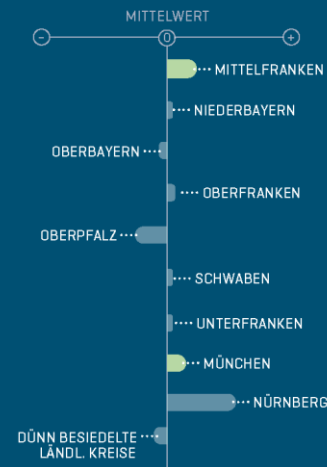 MITTELWERT
- 0 +
MITTELFRANKEN
NIEDERBAYERN
OBERBAYERN
OBERFRANKEN
OBERPFALZ
SCHWABEN
UNTERFRANKEN
MÜNCHEN
NÜRNBERG
DÜNN BESIEDELTE
LÄNDL. KREISE